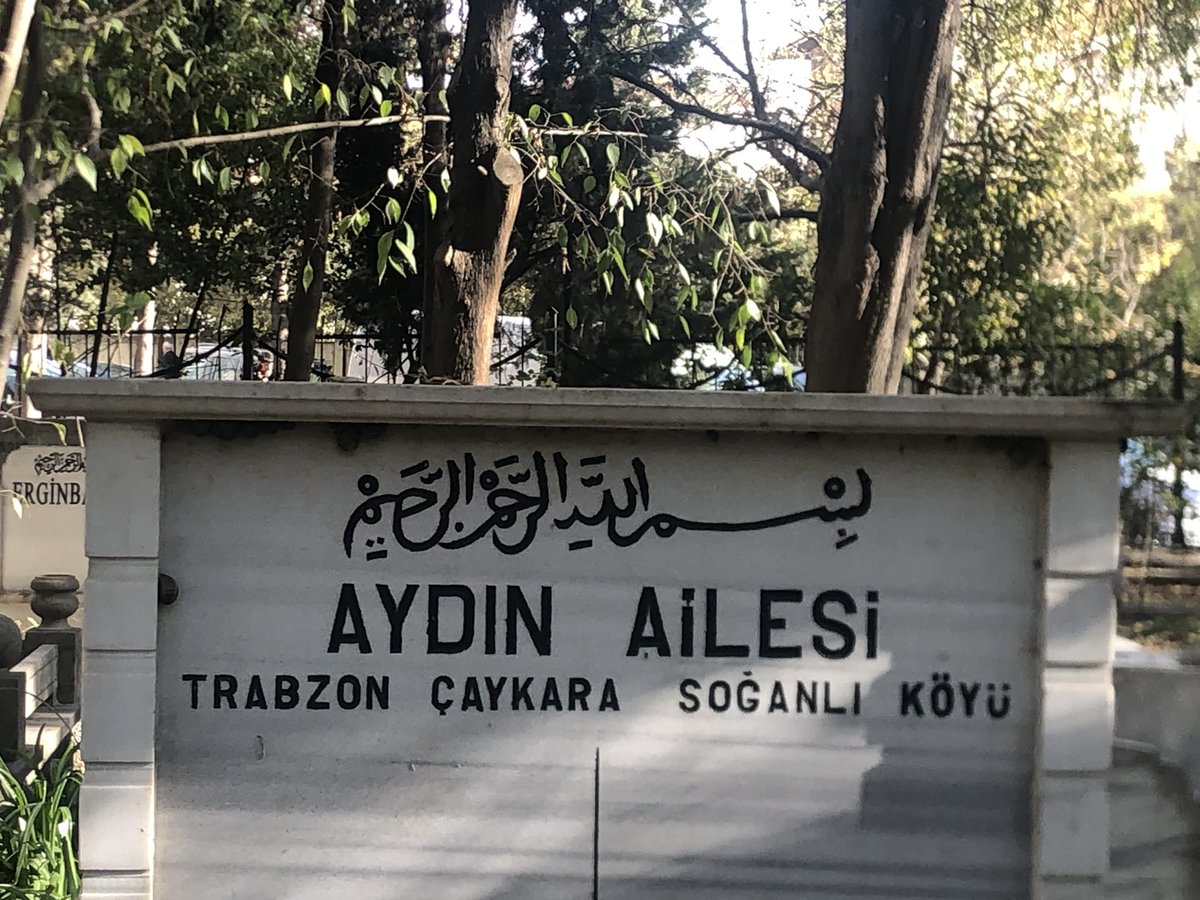 بسم الله الرحمن الرحيم
AYDIN AİLESİ
TRABZON ÇAYKARA SOĞANLI KÖYÜ